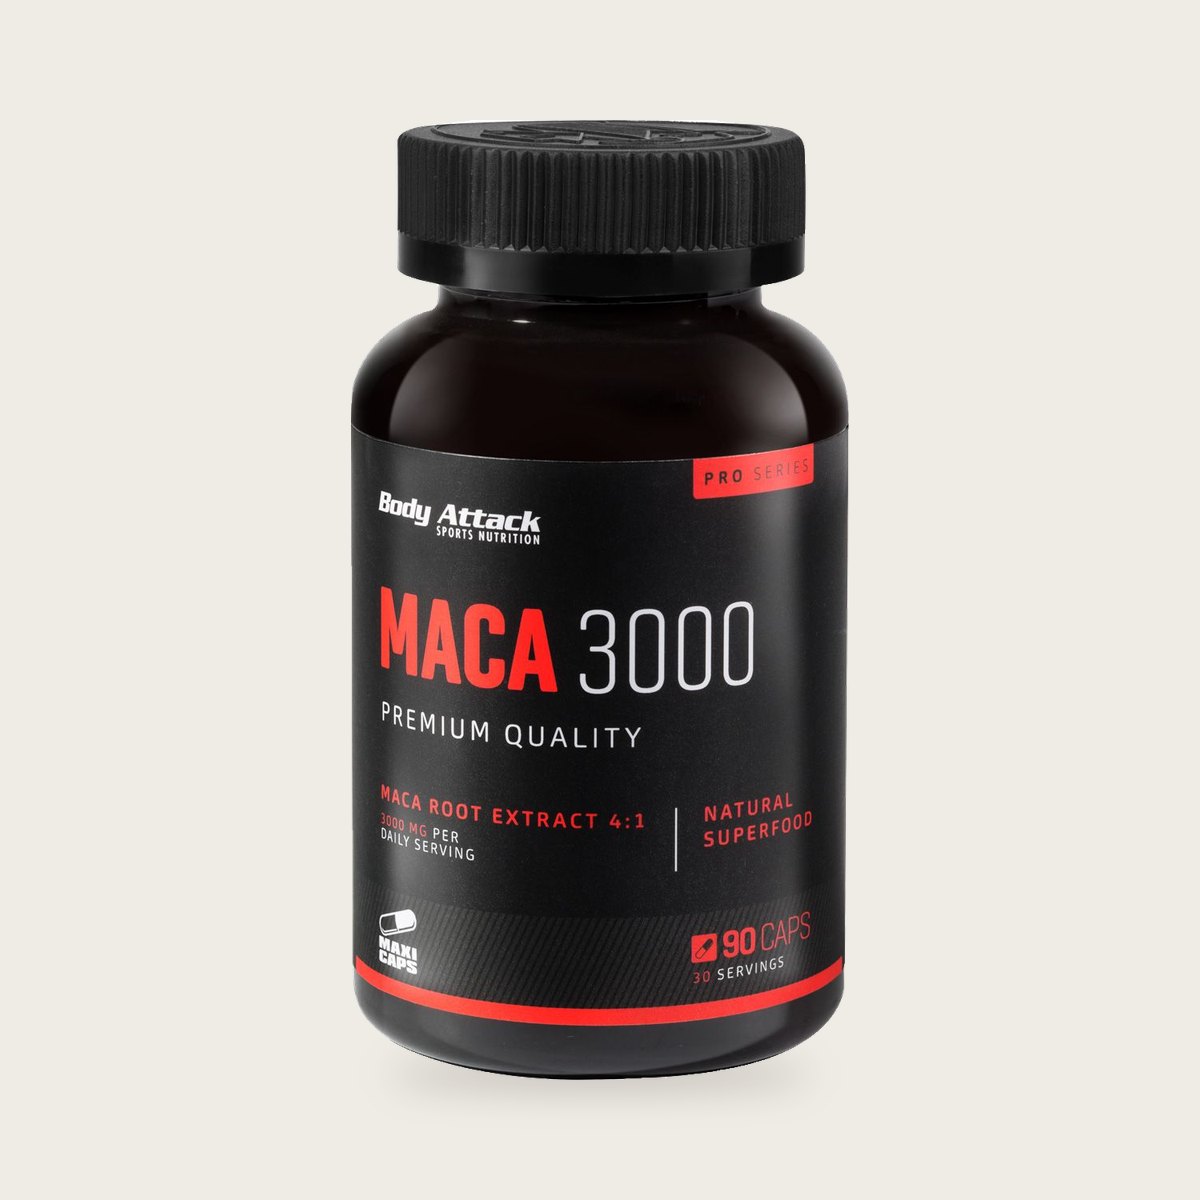 PRO SERIES
Body Attack
SPORTS NUTRITION
MACA 3000
PREMIUM QUALITY
MACA ROOT EXTRACT 4:1
3000 MG PER
DAILY SERVING
NATURAL
SUPERFOOD
MAXI
CAPS
90 CAPS
30 SERVINGS